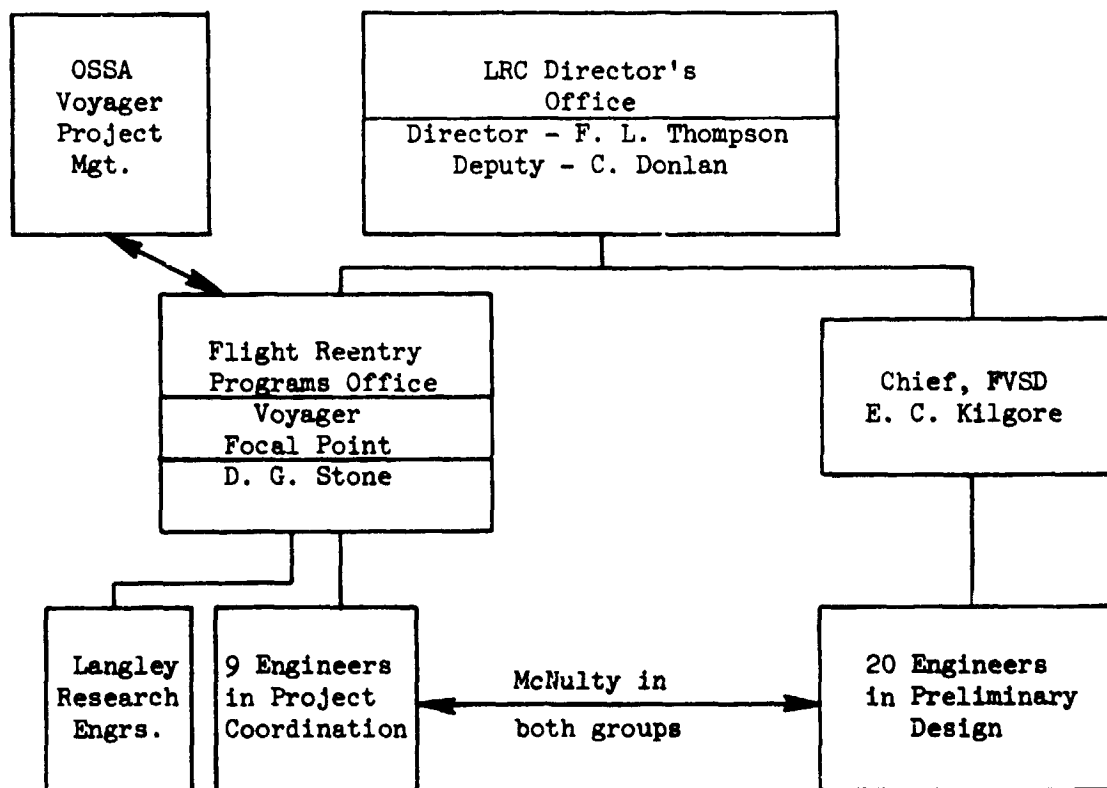 OSSA
Voyager
Project
Mgt.
LRC Director's
Office
Director - F. L. Thompson
Deputy - C. Donlan
Flight Reentry
Programs Office
Voyager
Focal Point
D. G. Stone
Chief, FVSD
E. C. Kilgore
Langley
Research
Engrs.
9 Engineers
in Project
Coordination
McNulty in
both groups
20 Engineers
in Preliminary
Design